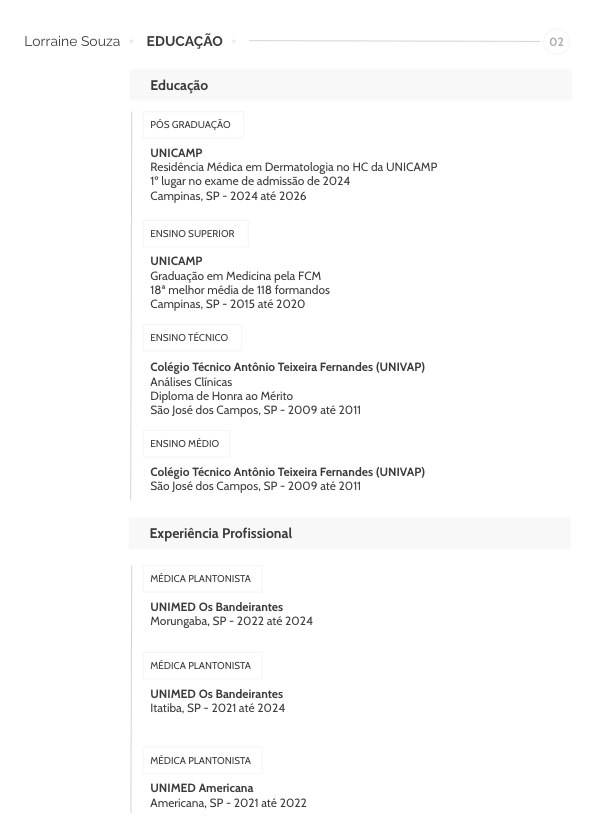 Lorraine Souza EDUCAÇÃO 02
Educação
PÓS GRADUAÇÃO
UNICAMP
Residência Médica em Dermatologia no HC da UNICAMP
1º lugar no exame de admissão de 2024
Campinas, SP - 2024 até 2026
ENSINO SUPERIOR
UNICAMP
Graduação em Medicina pela FCM
18ª melhor média de 118 formandos
Campinas, SP - 2015 até 2020
ENSINO TÉCNICO
Colégio Técnico Antônio Teixeira Fernandes (UNIVAP)
Análises Clínicas
Diploma de Honra ao Mérito
São José dos Campos, SP - 2009 até 2011
ENSINO MÉDIO
Colégio Técnico Antônio Teixeira Fernandes (UNIVAP)
São José dos Campos, SP - 2009 até 2011
Experiência Profissional
MÉDICA PLANTONISTA
UNIMED Os Bandeirantes
Morungaba, SP - 2022 até 2024
MÉDICA PLANTONISTA
UNIMED Os Bandeirantes
Itatiba, SP - 2021 até 2024
MÉDICA PLANTONISTA
UNIMED Americana
Americana, SP - 2021 até 2022